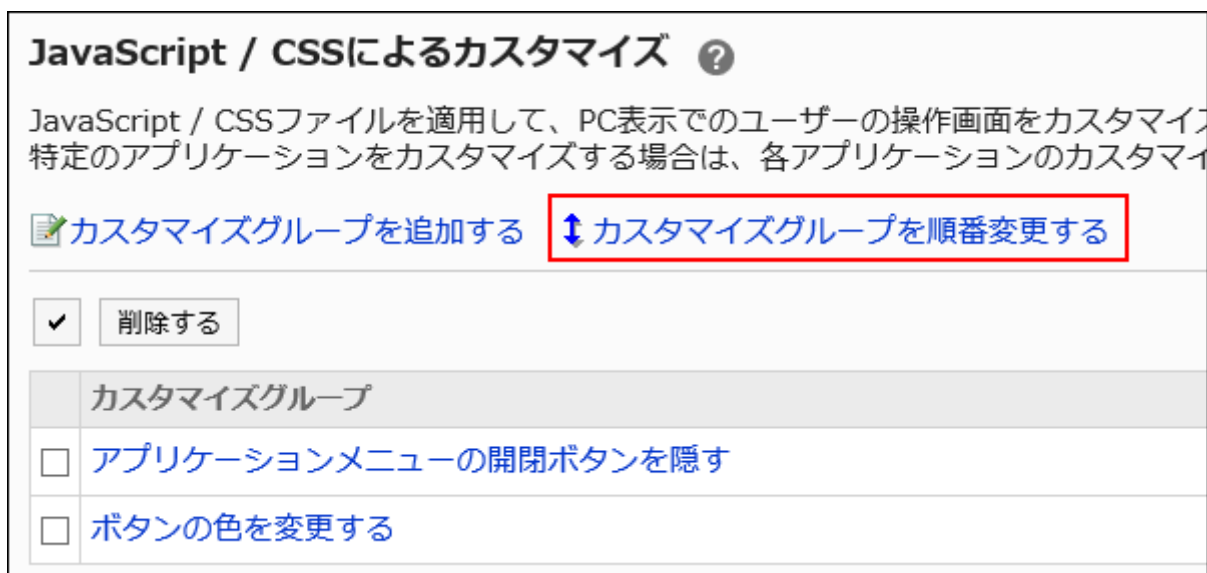 JavaScript / CSSによるカスタマイズ ?
JavaScript / CSSファイルを適用して、PC表示でのユーザーの操作画面をカスタマイズ
特定のアプリケーションをカスタマイズする場合は、各アプリケーションのカスタマイ
カスタマイズグループを追加する カスタマイズグループを順番変更する
削除する
カスタマイズグループ
アプリケーションメニューの開閉ボタンを隠す
ボタンの色を変更する